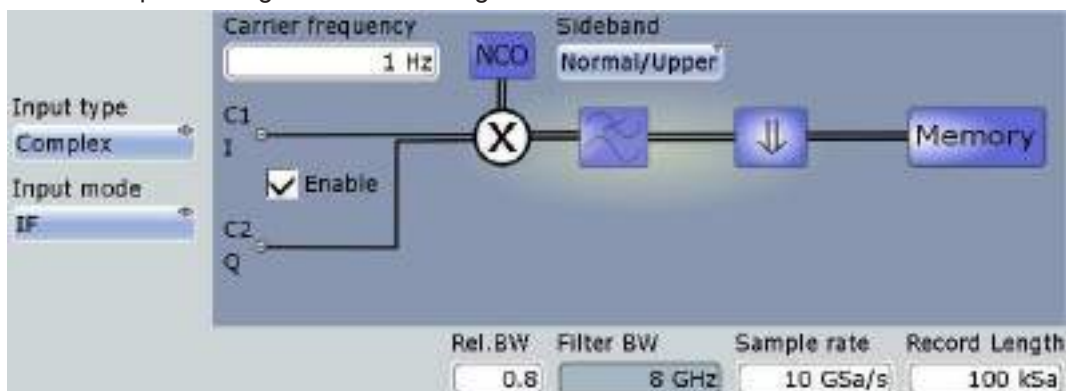 Carrier frequency
1 Hz
NCO
Sideband
Normal/Upper
Input type
Complex
Input mode
IF
C1
I
Enable
C2
Q
X
Memory
Rel.BW
0.8
Filter BW
8 GHz
Sample rate
10 GSa/s
Record Length
100 kSa